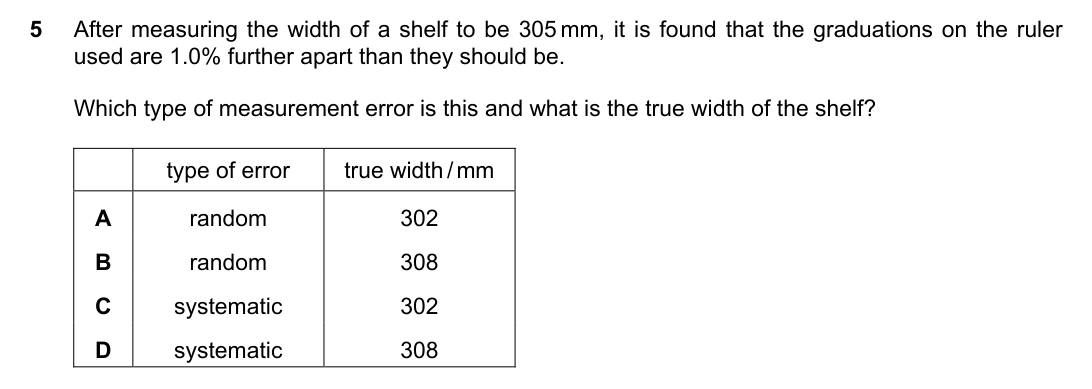 5 After measuring the width of a shelf to be 305 mm, it is found that the graduations on the ruler
used are 1.0% further apart than they should be.
Which type of measurement error is this and what is the true width of the shelf?
type of error true width / mm
A random 302
B random 308
C systematic 302
D systematic 308